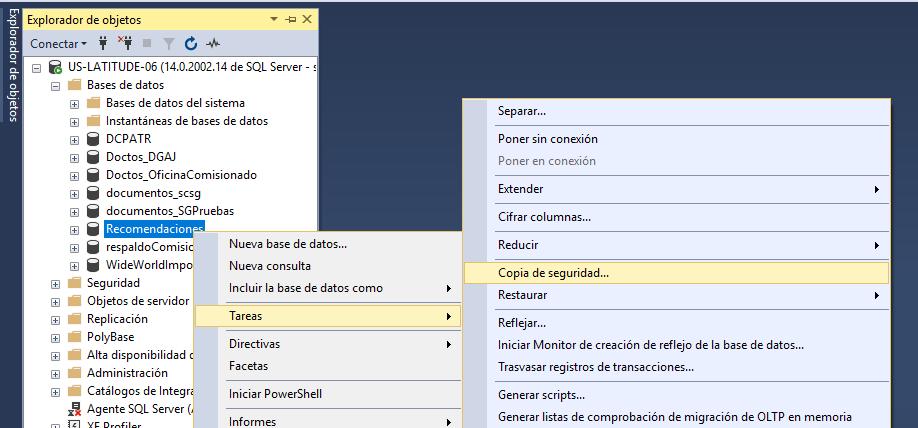 Explorador de objetos
Explorador de objetos
Conectar
US-LATITUDE-06 (14.0.2002.14 de SQL Server - s
Bases de datos
Bases de datos del sistema
Instantáneas de bases de datos
DCPATR
Doctos_DGAJ
Doctos_OficinaComisionado
documentos_scsg
documentos_SGPruebas
Recomendaciones
respaldoComisic
WideWorldImpo
Seguridad
Objetos de servidor
Replicación
PolyBase
Alta disponibilidad d
Administración
Catálogos de Integra
Agente SQL Server (A
XE Profiler
Nueva base de datos...
Nueva consulta
Incluir la base de datos como
Tareas
Directivas
Facetas
Iniciar PowerShell
Informes
Separar...
Poner sin conexión
Poner en conexión
Extender
Cifrar columnas...
Reducir
Copia de seguridad...
Restaurar
Reflejar...
Iniciar Monitor de creación de reflejo de la base de datos...
Trasvasar registros de transacciones...
Generar scripts...
Generar listas de comprobación de migración de OLTP en memoria